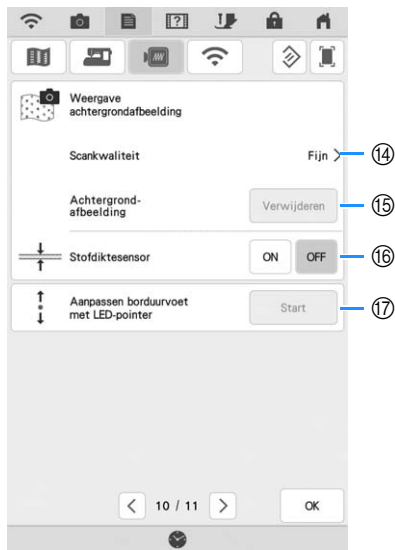 Weergave
achtergrondafbeelding
Scankwaliteit Fijn > ⑭
Achtergrond-
afbeelding Verwijderen ⑮
Stofdiktesensor ON OFF ⑯
Aanpassen borduurvoet
met LED-pointer Start ⑰
< 10 / 11 > OK